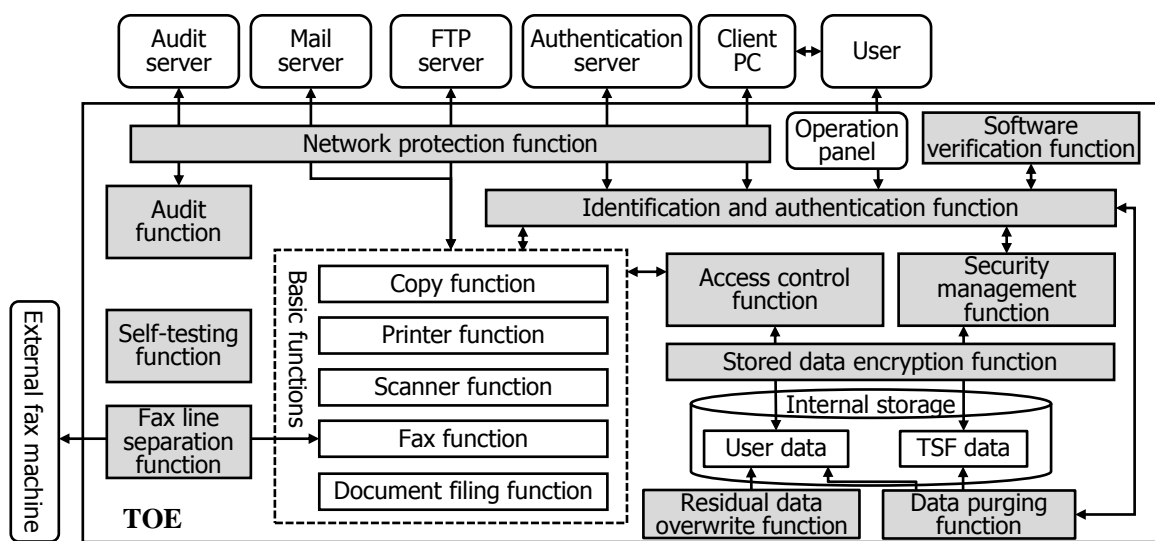 Audit
server
Mail
server
FTP
server
Authentication
server
Client
PC
User
Network protection function
Operation
panel
Software
verification function
Audit
function
Identification and authentication function
Basic functions
Copy function
Printer function
Scanner function
Fax function
Document filing function
Access control
function
Security
management
function
External fax machine
Self-testing
function
Stored data encryption function
Internal storage
Fax line
separation
function
User data
TSF data
Residual data
overwrite function
Data purging
function
TOE